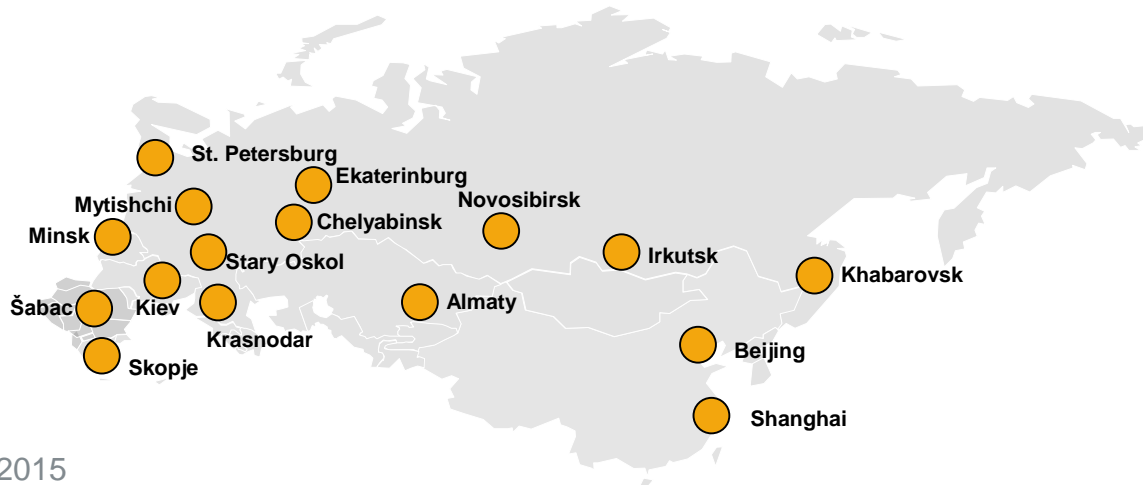 St. Petersburg
Ekaterinburg
Mytishchi
Novosibirsk
Chelyabinsk
Minsk
Stary Oskol
Irkutsk
Khabarovsk
Šabac
Kiev
Almaty
Krasnodar
Beijing
Skopje
Shanghai
2015